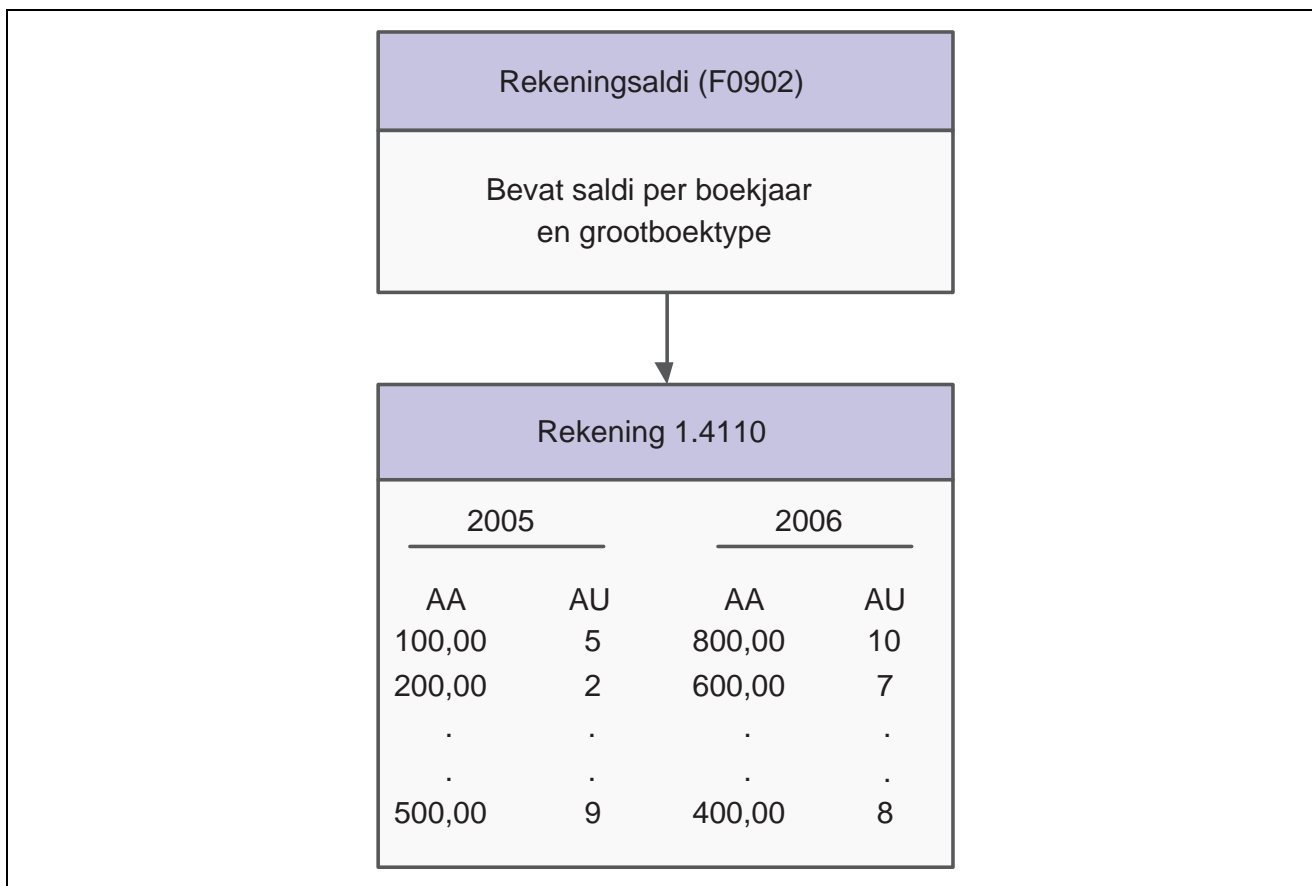 Rekeningsaldi (F0902)
Bevat saldi per boekjaar
en grootboektype
Rekening 1.4110
2005 2006
AA AU AA AU
100,00 5 800,00 10
200,00 2 600,00 7
. . . .
. . . .
500,00 9 400,00 8